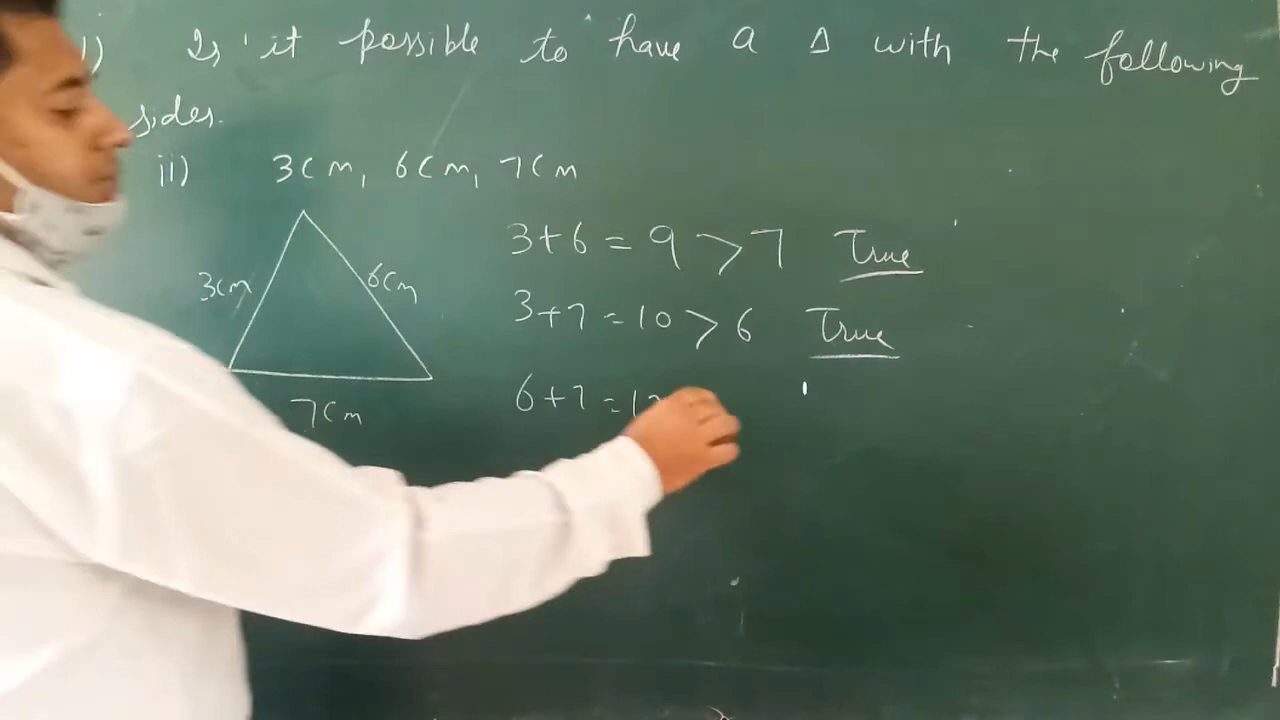 i) Is it possible to have a Δ with the following
sides.
ii) 3cm, 6cm, 7cm
3+6 = 9 > 7 True
3cm 6cm
3+7 = 10 > 6 True
6+7 = 1
7cm